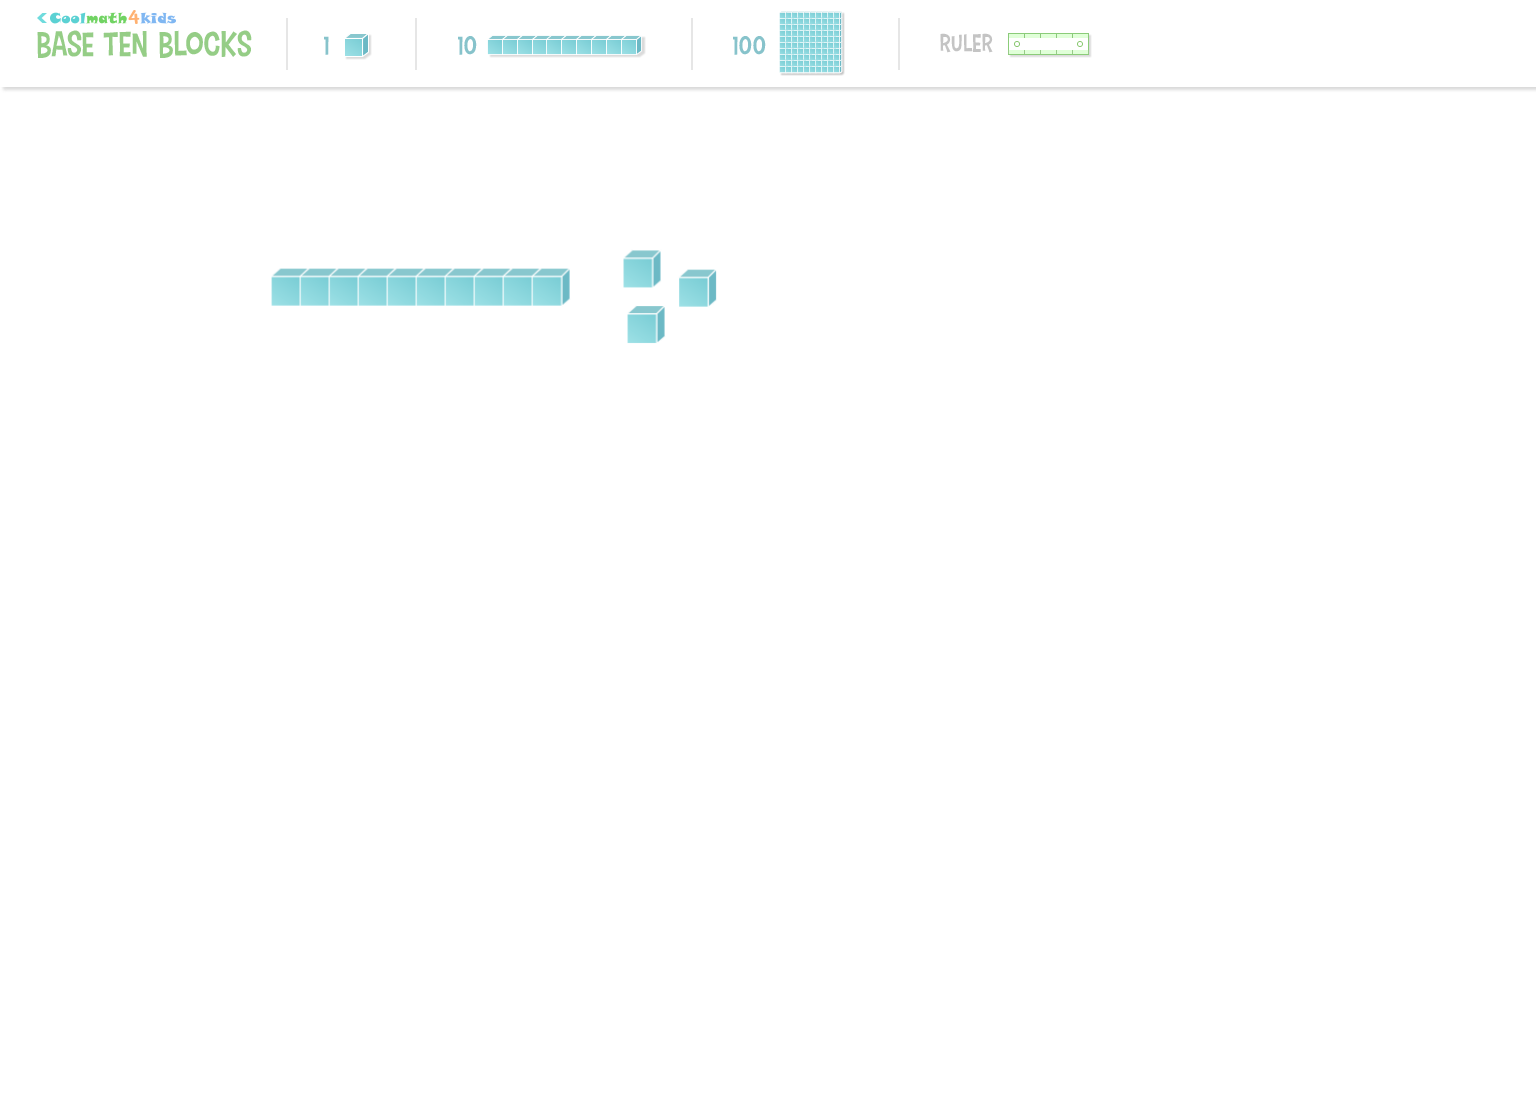 <Coolmath4kids
BASE TEN BLOCKS
1
10
100
RULER